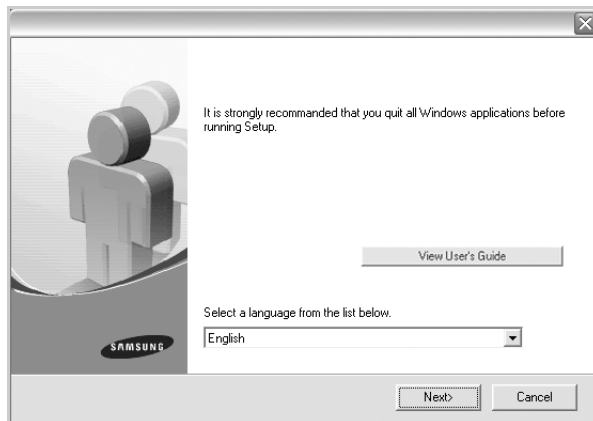 It is strongly recommanded that you quit all Windows applications before
running Setup.
View User's Guide
Select a language from the list below.
English
SAMSUNG
Next>
Cancel